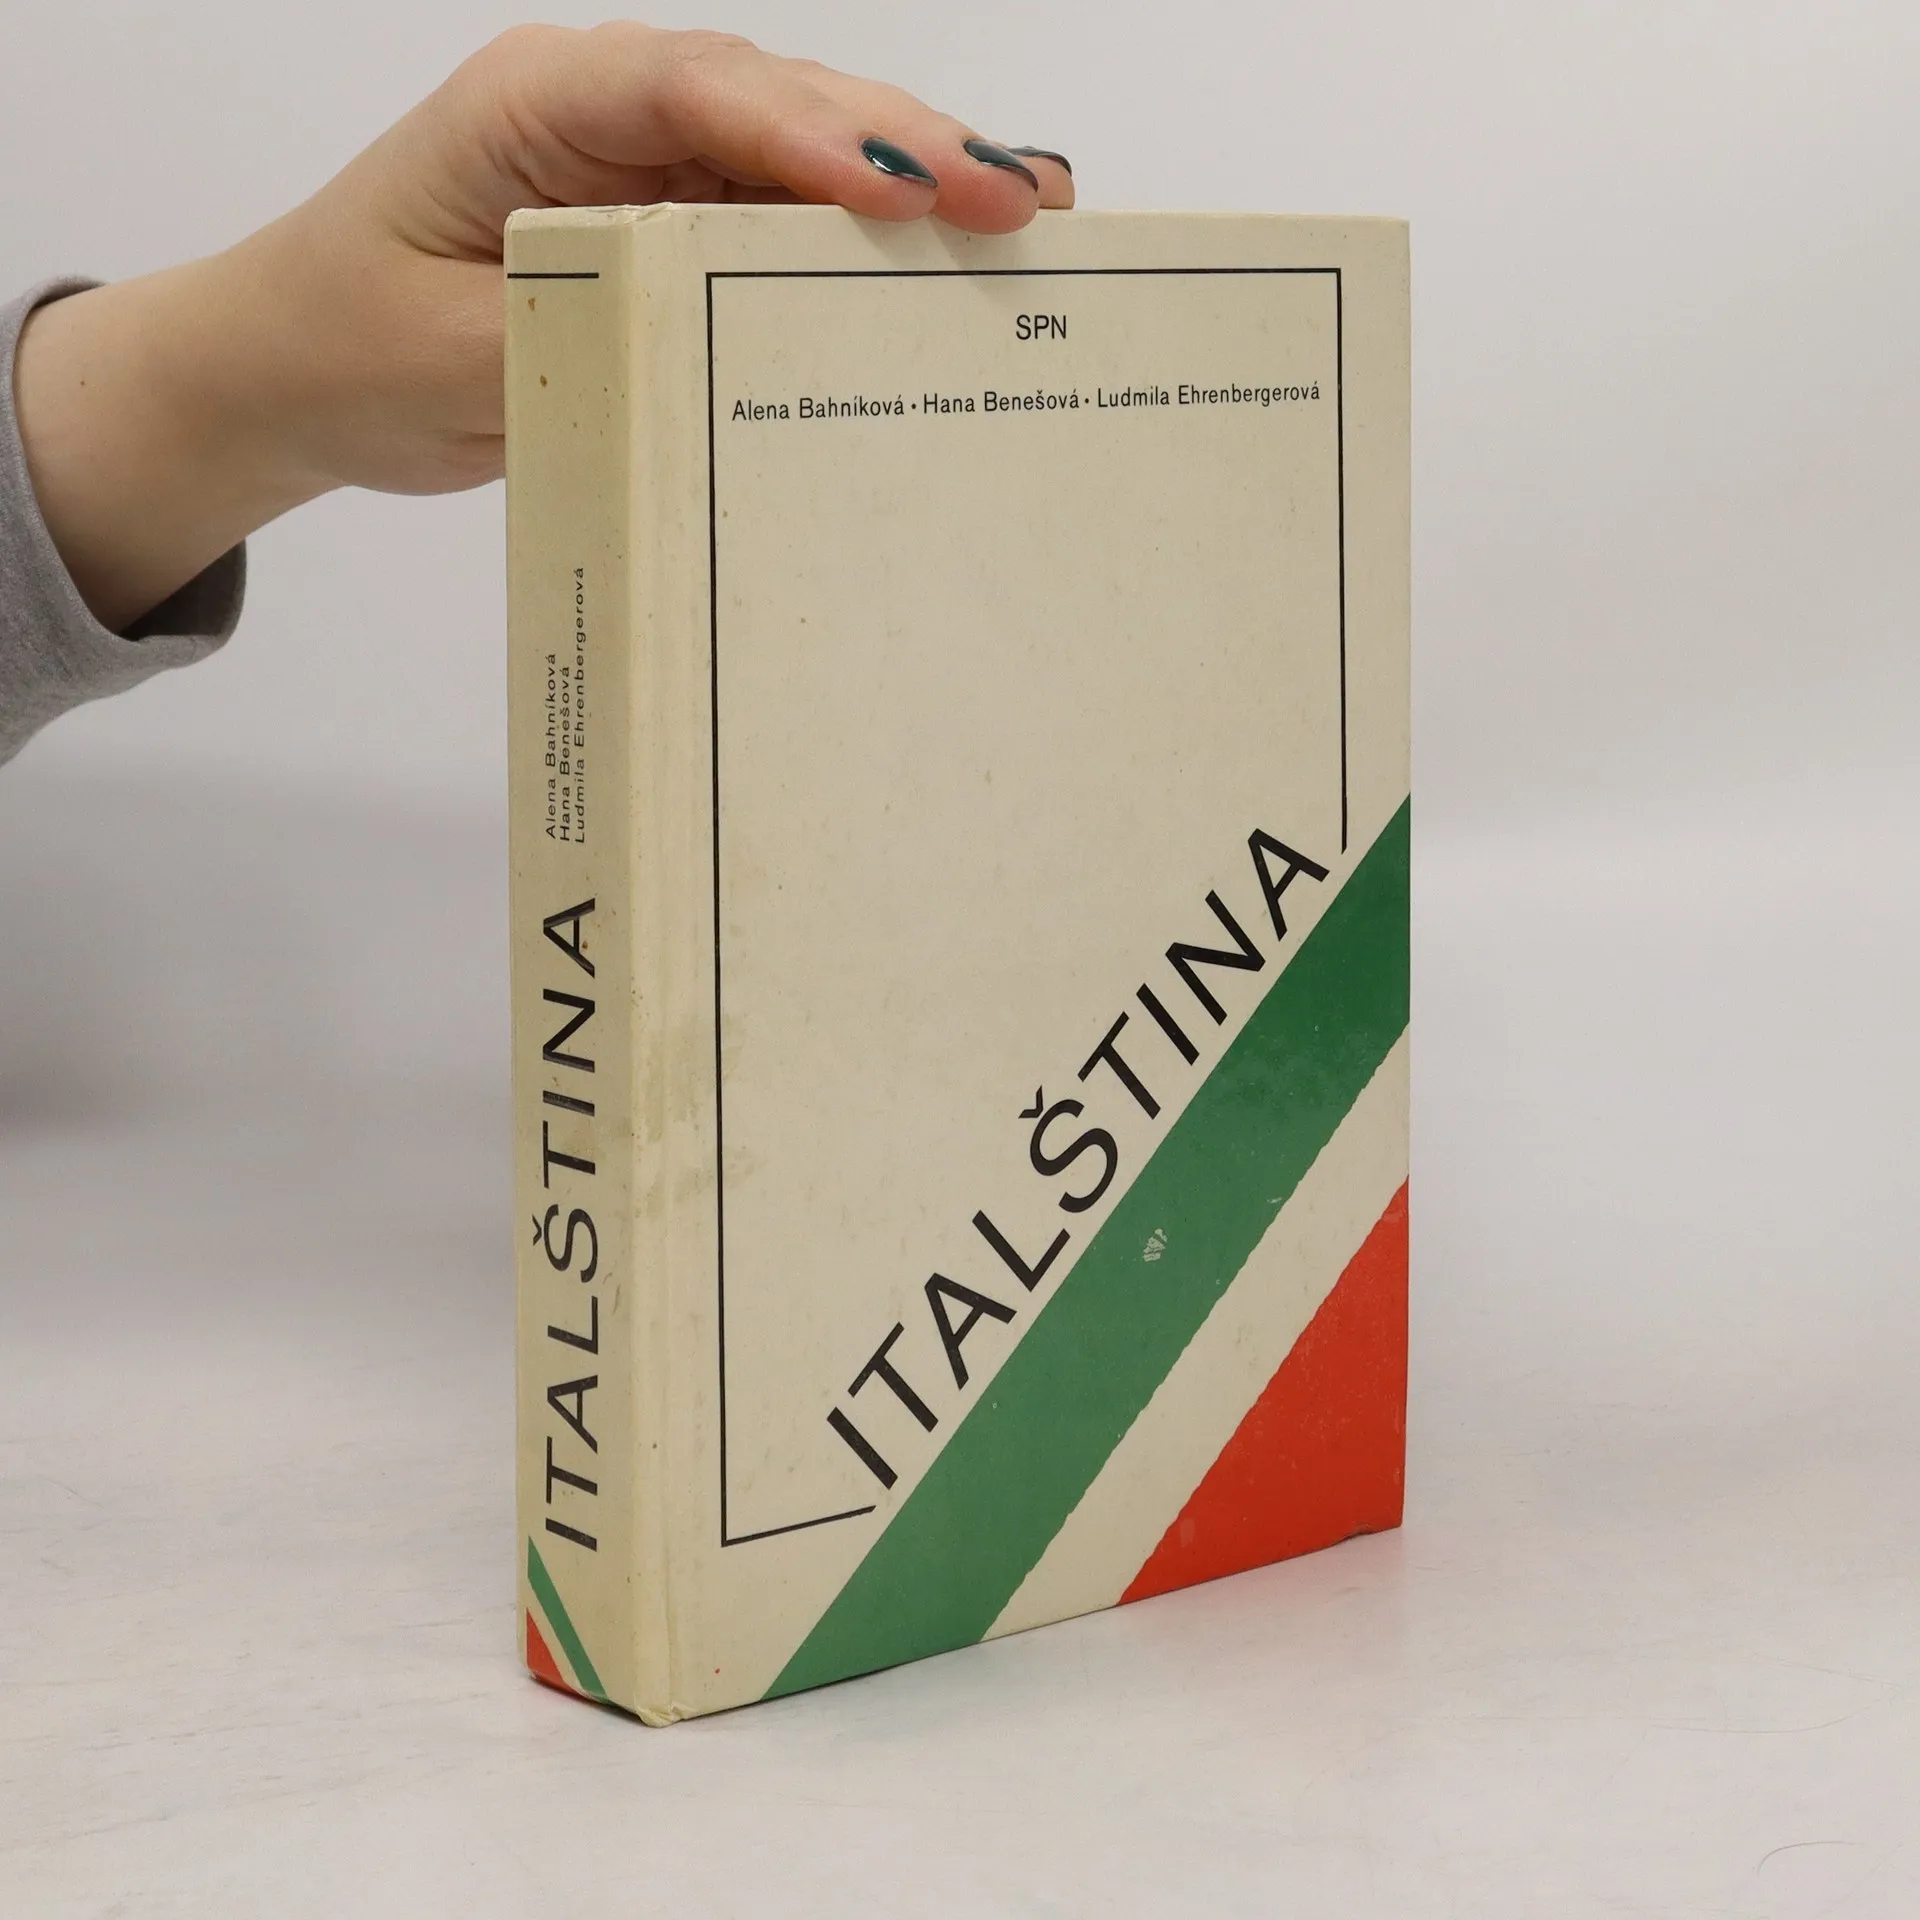 SPN
Alena Bahníková • Hana Benešová • Ludmila Ehrenbergerová
ITALŠTINA
Alena Bahníková
Hana Benešová
Ludmila Ehrenbergerová
ITALŠTINA